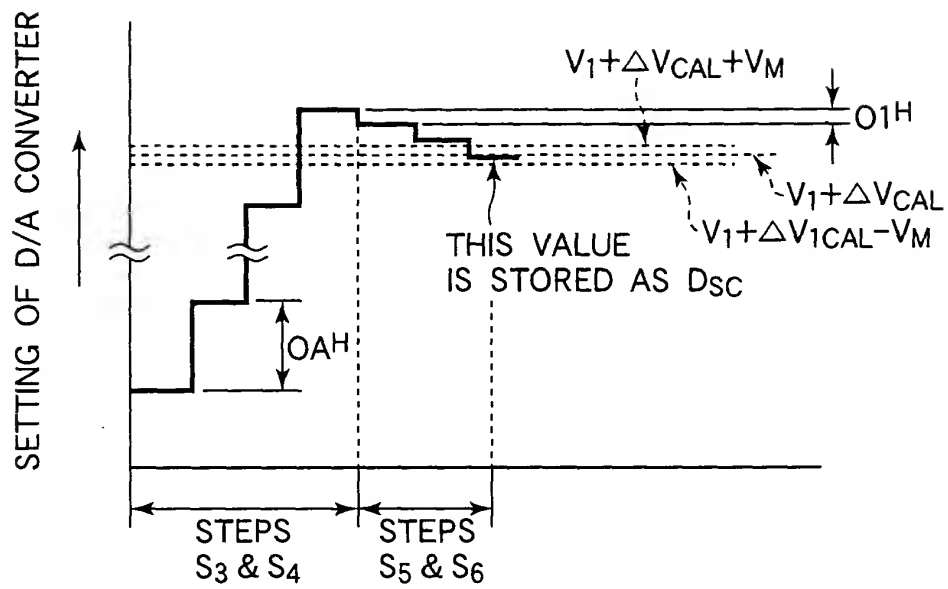 SETTING OF D/A CONVERTER
V1+△VCAL+VM
O1H
V1+△VCAL
V1+△V1CAL-VM
THIS VALUE
IS STORED AS DSC
OAH
STEPS
S3 & S4
STEPS
S5 & S6